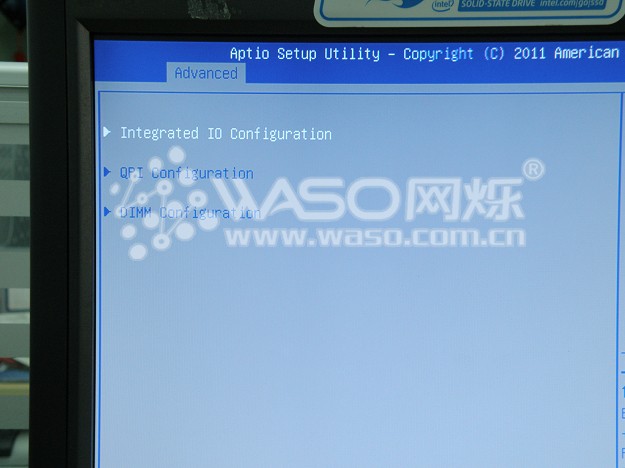 intel
SOLID-STATE DRIVE intel.com/go/ssd
Aptio Setup Utility - Copyright (C) 2011 American
Advanced
Integrated IO Configuration
QPI Configuration
DIMM Configuration
WASO网烁®
www.waso.com.cn